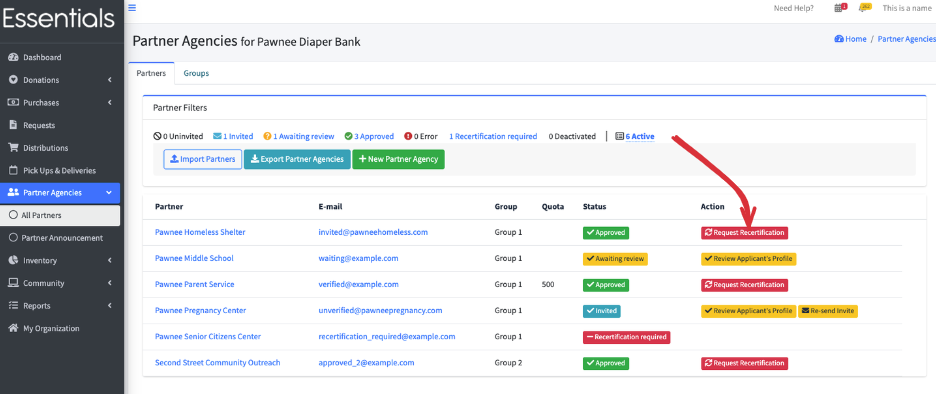 Essentials
Need Help? 1 This is a name
Partner Agencies for Pawnee Diaper Bank
Home / Partner Agencies
Dashboard
Donations
Purchases
Requests
Distributions
Pick Ups & Deliveries
Partner Agencies
All Partners
Partner Announcement
Inventory
Community
Reports
My Organization
Partners Groups
Partner Filters
0 Uninvited 1 Invited 1 Awaiting review 3 Approved 0 Error 1 Recertification required 0 Deactivated 6 Active
Import Partners Export Partner Agencies New Partner Agency
Partner E-mail Group Quota Status Action
Pawnee Homeless Shelter invited@pawneehomeless.com Group 1 Approved Request Recertification
Pawnee Middle School waiting@example.com Group 1 Awaiting review Review Applicant's Profile
Pawnee Parent Service verified@example.com Group 1 500 Approved Request Recertification
Pawnee Pregnancy Center unverified@pawneepregnancy.com Group 1 Invited Review Applicant's Profile Re-send Invite
Pawnee Senior Citizens Center recertification_required@example.com Group 1 Recertification required
Second Street Community Outreach approved_2@example.com Group 2 Approved Request Recertification